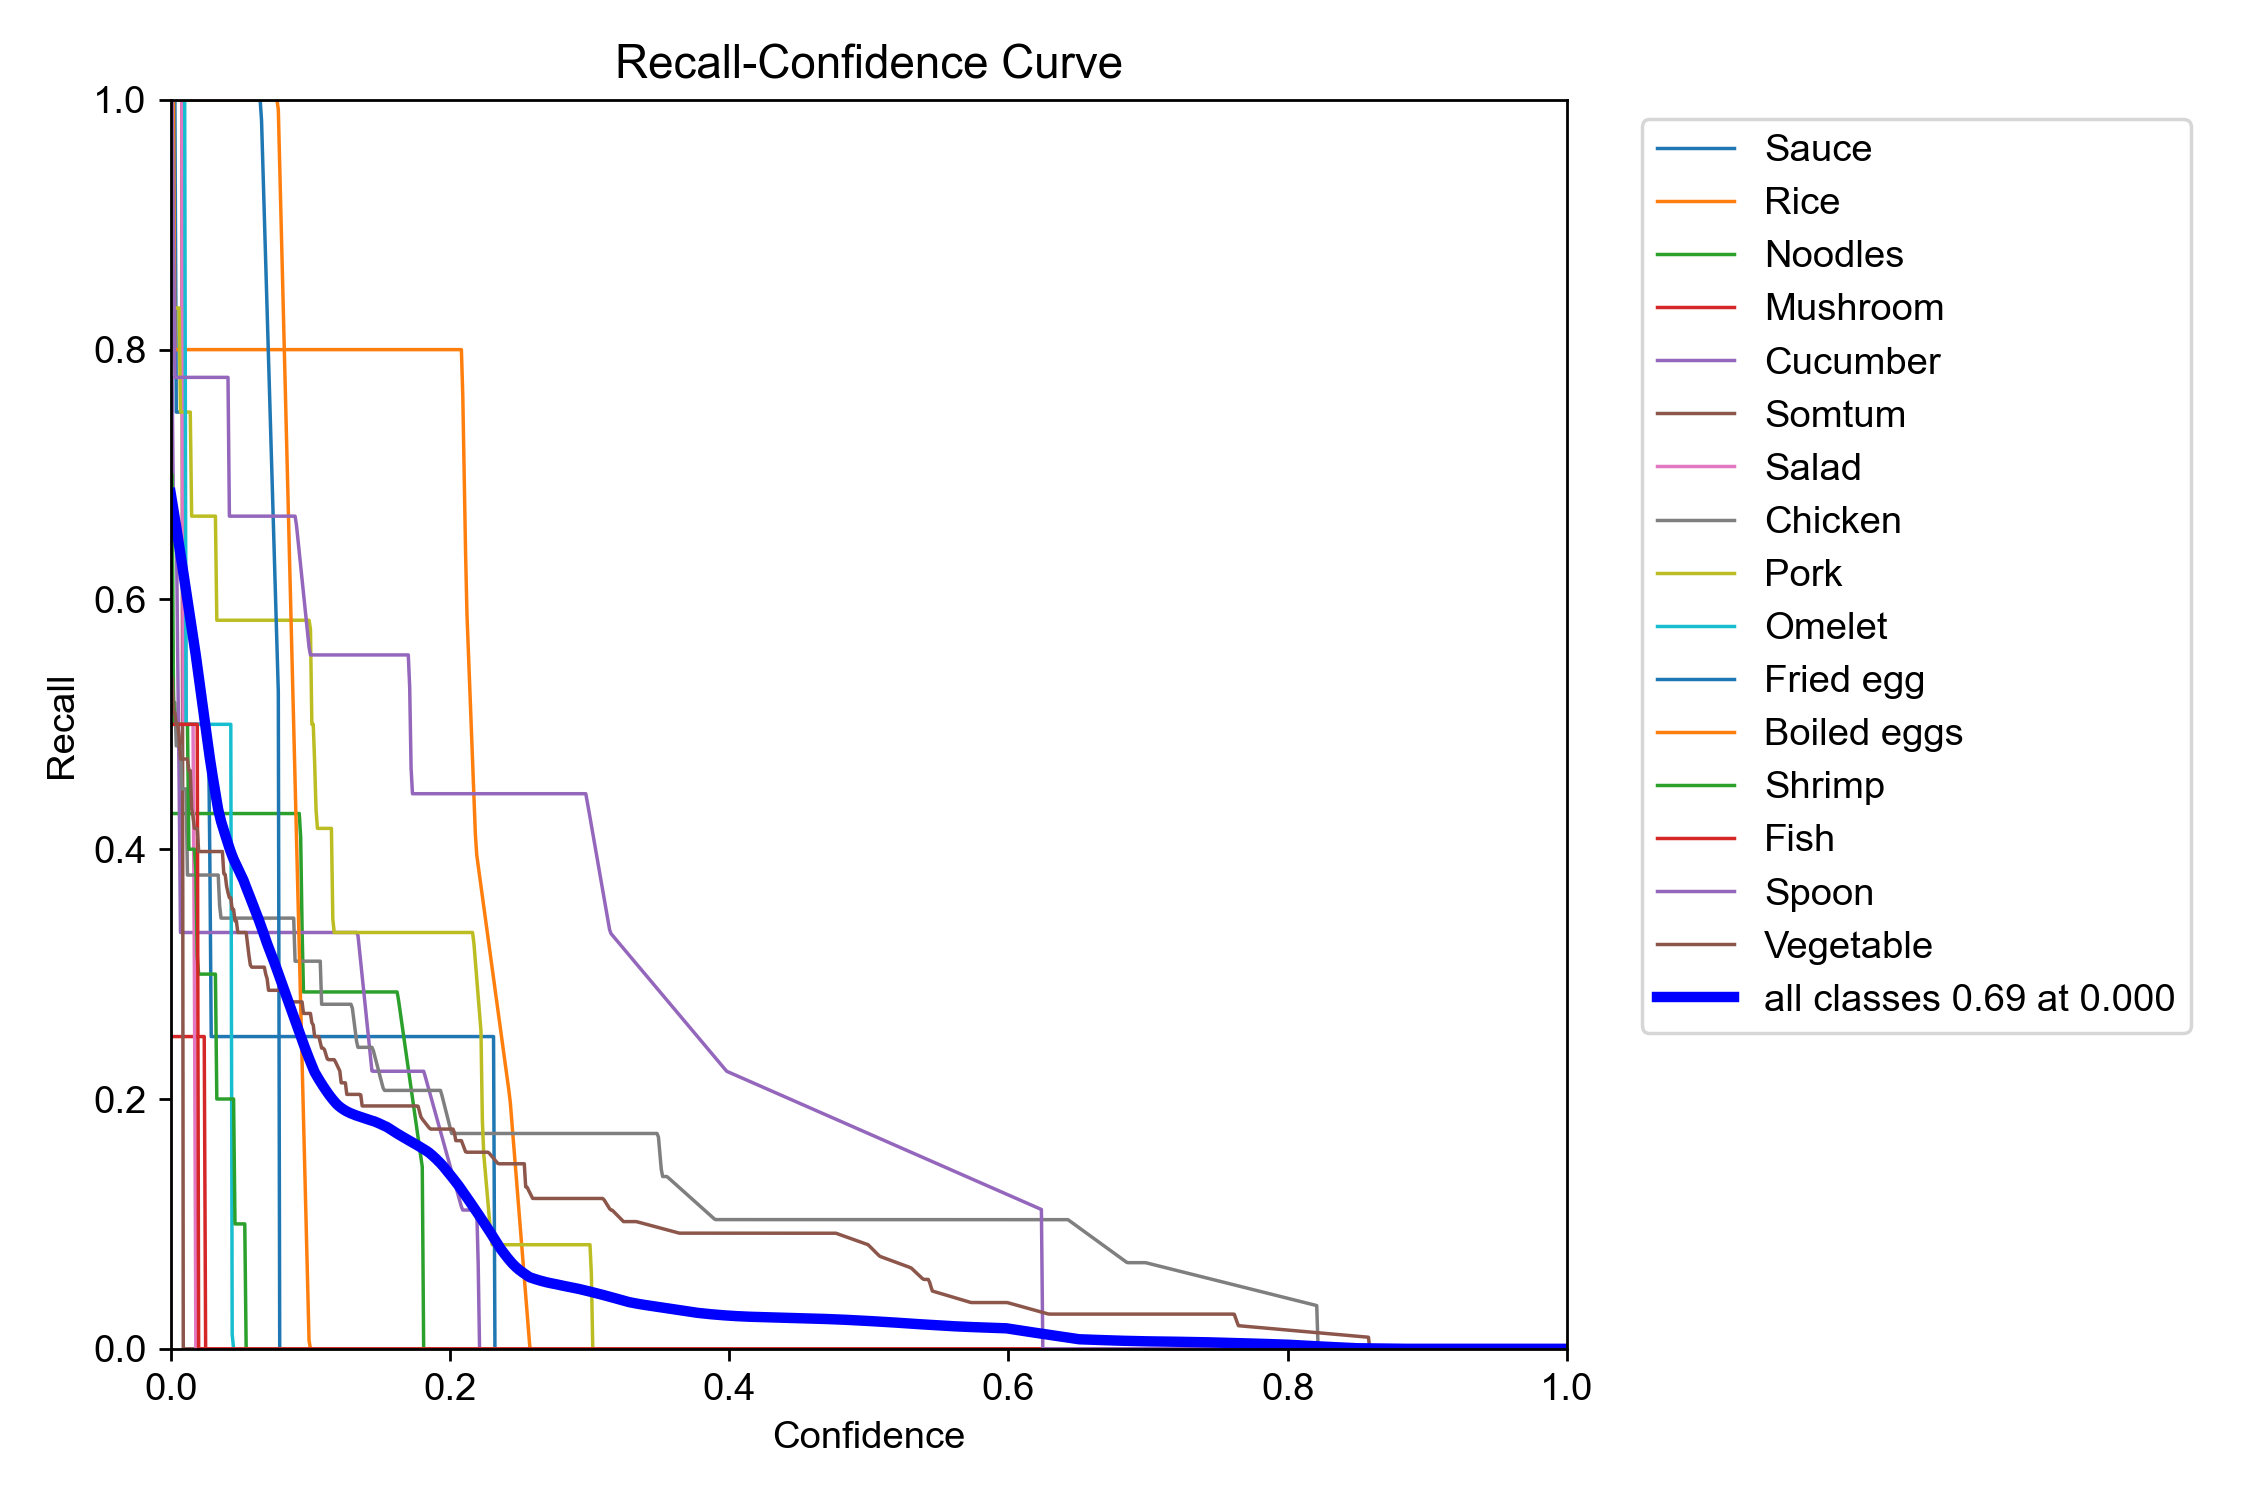 Recall-Confidence Curve
1.0
0.8
0.6
0.4
0.2
0.0
Recall
0.0 0.2 0.4 0.6 0.8 1.0
Confidence
Sauce
Rice
Noodles
Mushroom
Cucumber
Somtum
Salad
Chicken
Pork
Omelet
Fried egg
Boiled eggs
Shrimp
Fish
Spoon
Vegetable
all classes 0.69 at 0.000